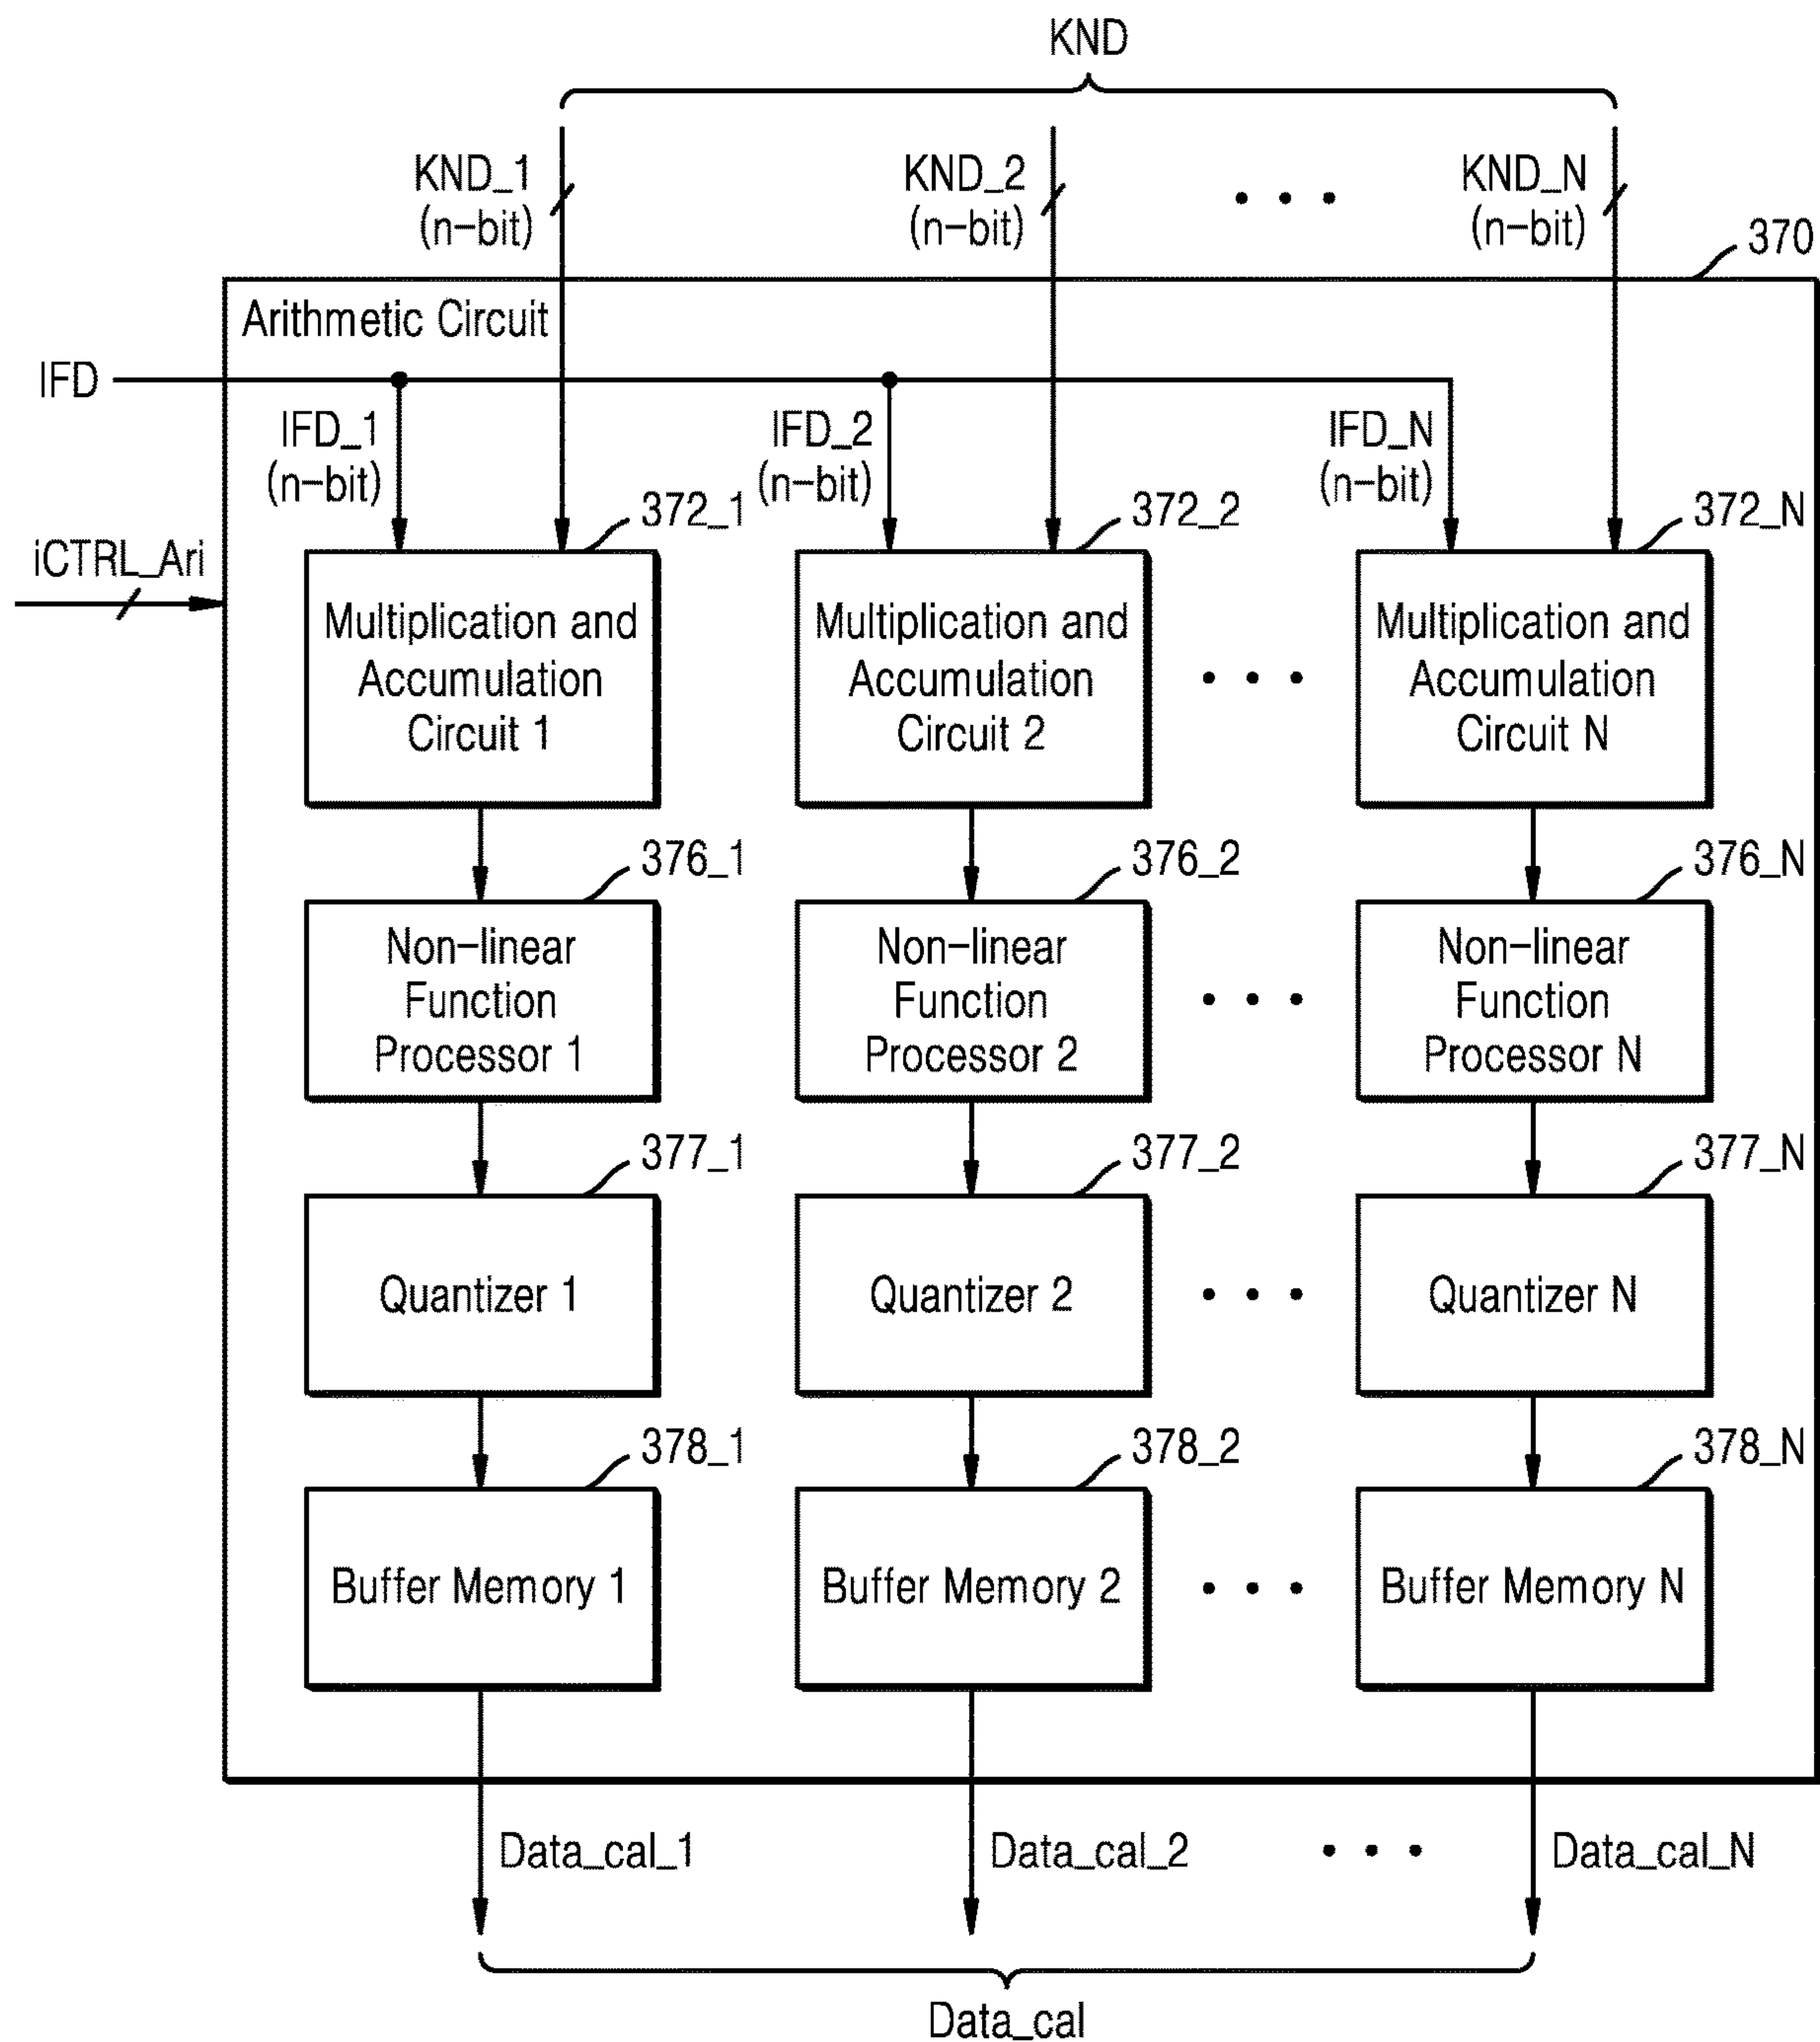 KND
KND_1
(n-bit)
KND_2
(n-bit)
• • •
KND_N
(n-bit)
370
Arithmetic Circuit
IFD
IFD_1
(n-bit)
IFD_2
(n-bit)
IFD_N
(n-bit)
iCTRL_Ari
372_1
372_2
372_N
Multiplication and
Accumulation
Circuit 1
Multiplication and
Accumulation
Circuit 2
• • •
Multiplication and
Accumulation
Circuit N
376_1
376_2
376_N
Non-linear
Function
Processor 1
Non-linear
Function
Processor 2
• • •
Non-linear
Function
Processor N
377_1
377_2
377_N
Quantizer 1
Quantizer 2
• • •
Quantizer N
378_1
378_2
378_N
Buffer Memory 1
Buffer Memory 2
• • •
Buffer Memory N
Data_cal_1
Data_cal_2
• • •
Data_cal_N
Data_cal